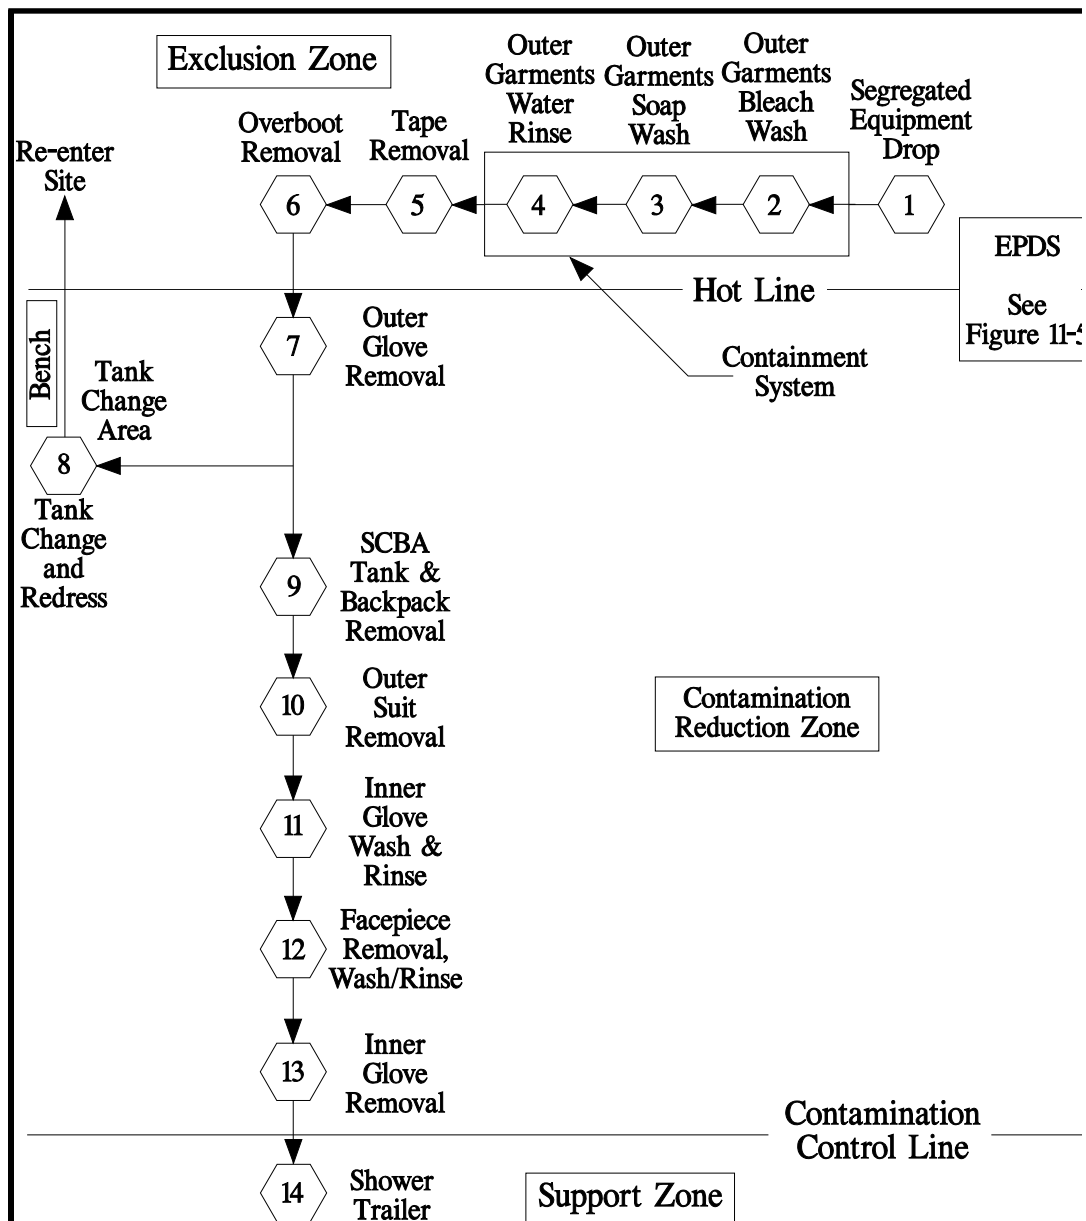 Exclusion Zone
Outer
Garments
Water
Rinse
Outer
Garments
Soap
Wash
Outer
Garments
Bleach
Wash
Segregated
Equipment
Drop
Overboot
Removal
Tape
Removal
Re-enter
Site
6
5
4
3
2
1
EPDS
See
Figure 11-5
Hot Line
Bench
7
Outer
Glove
Removal
Containment
System
Tank
Change
Area
8
Tank
Change
and
Redress
9
SCBA
Tank &
Backpack
Removal
10
Outer
Suit
Removal
Contamination
Reduction Zone
11
Inner
Glove
Wash &
Rinse
12
Facepiece
Removal,
Wash/Rinse
13
Inner
Glove
Removal
Contamination
Control Line
14
Shower
Trailer
Support Zone